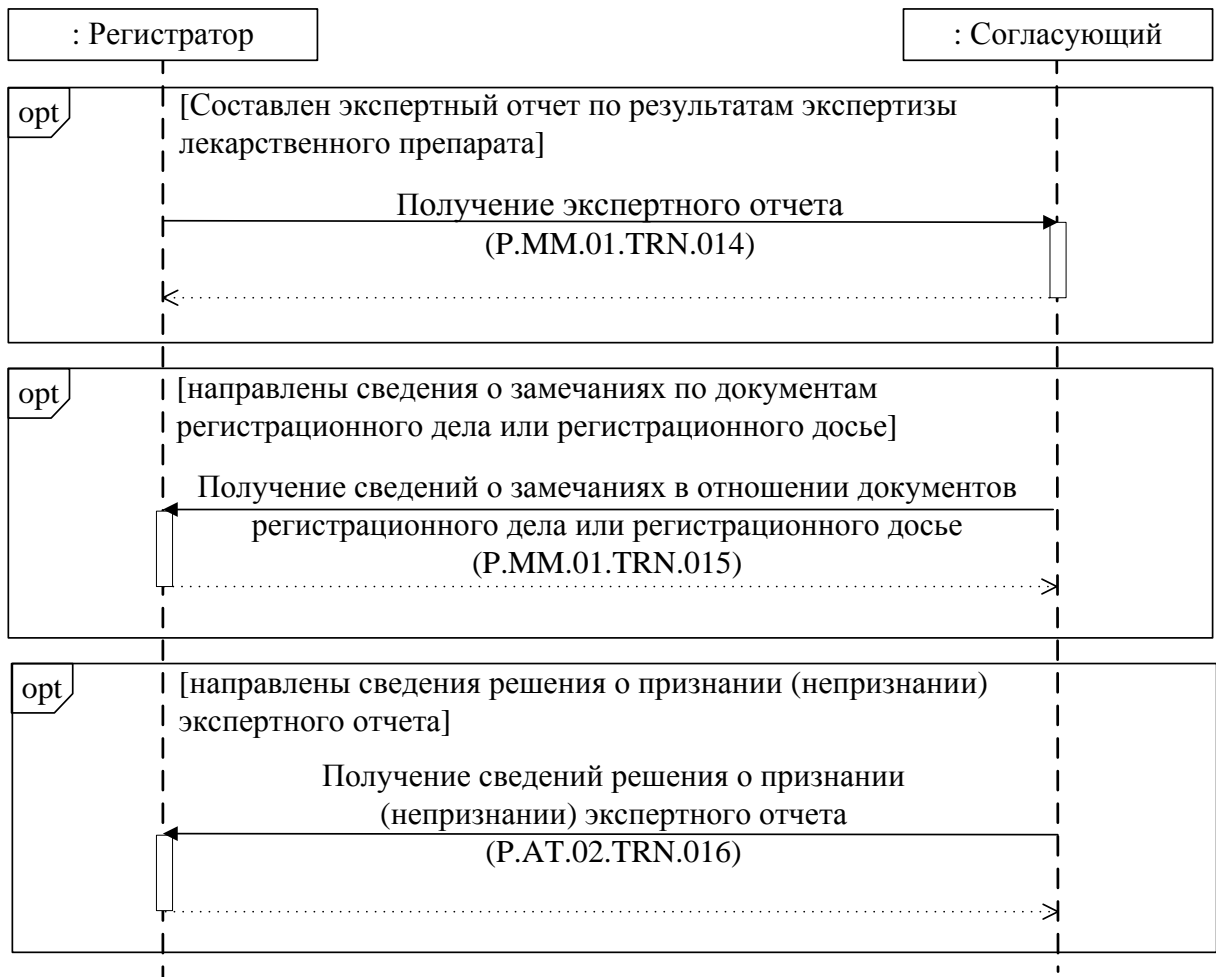 : Регистратор
: Согласующий
opt
[Составлен экспертный отчет по результатам экспертизы
лекарственного препарата]
Получение экспертного отчета
(P.MM.01.TRN.014)
opt
[направлены сведения о замечаниях по документам
регистрационного дела или регистрационного досье]
Получение сведений о замечаниях в отношении документов
регистрационного дела или регистрационного досье
(P.MM.01.TRN.015)
opt
[направлены сведения решения о признании (непризнании)
экспертного отчета]
Получение сведений решения о признании
(непризнании) экспертного отчета
(P.AT.02.TRN.016)